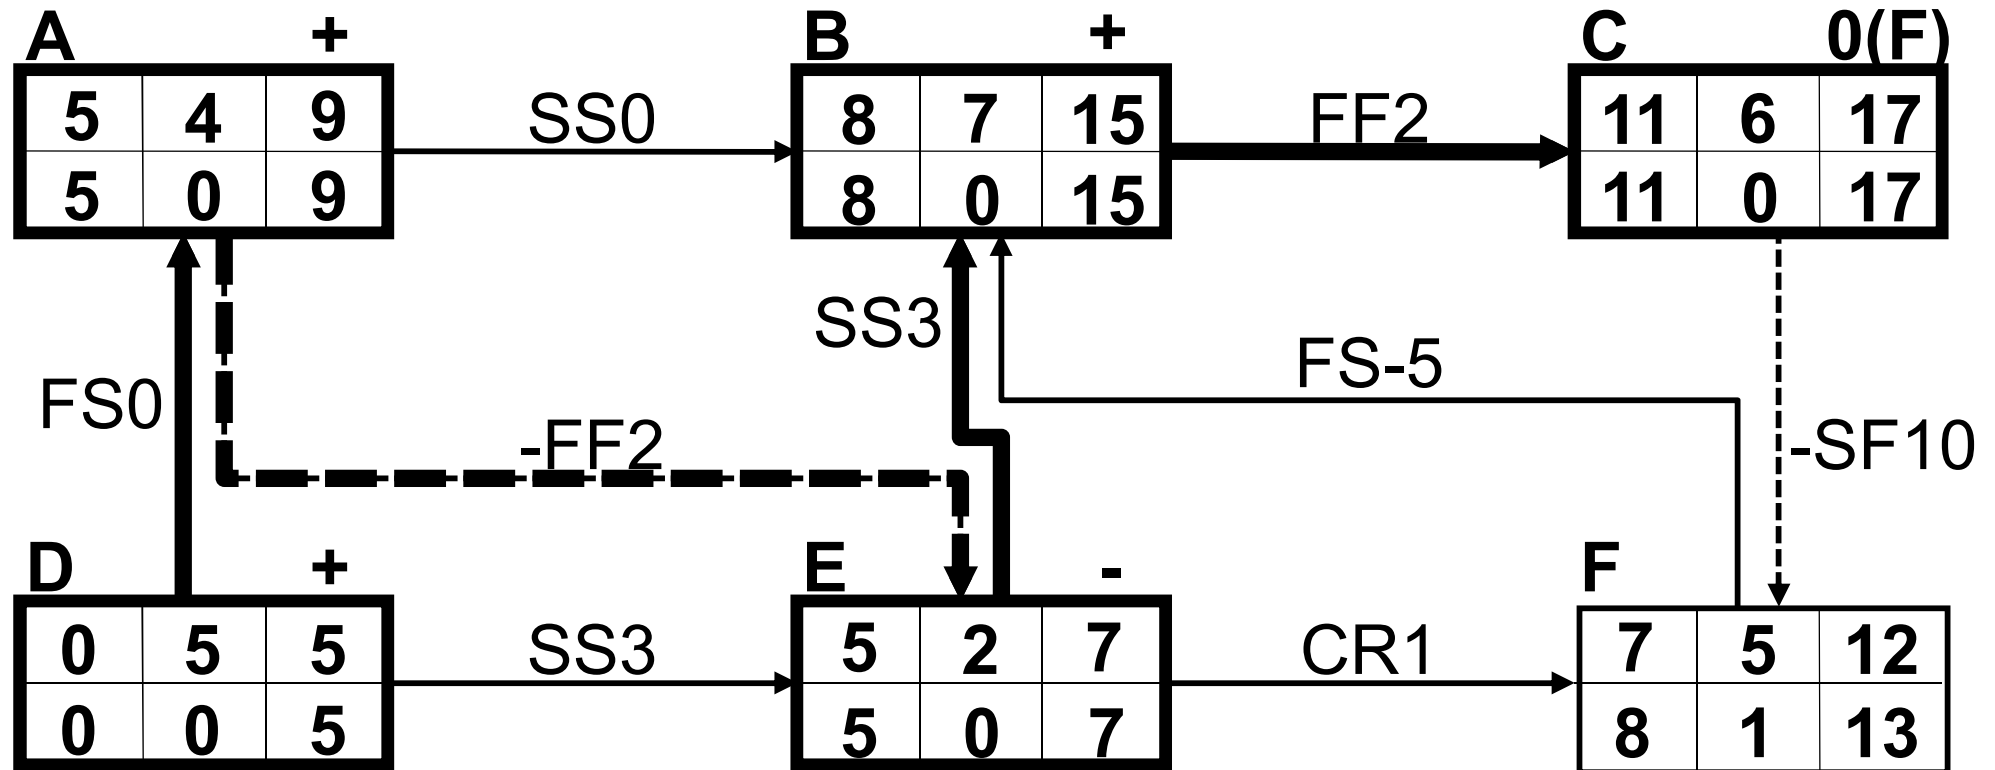 A + B + C 0(F)
5 4 9 SS0 8 7 15 FF2 11 6 17
5 0 9 8 0 15 11 0 17
SS3
FS-5
FS0
-FF2 -SF10
D + E - F
0 5 5 SS3 5 2 7 CR1 7 5 12
0 0 5 5 0 7 8 1 13